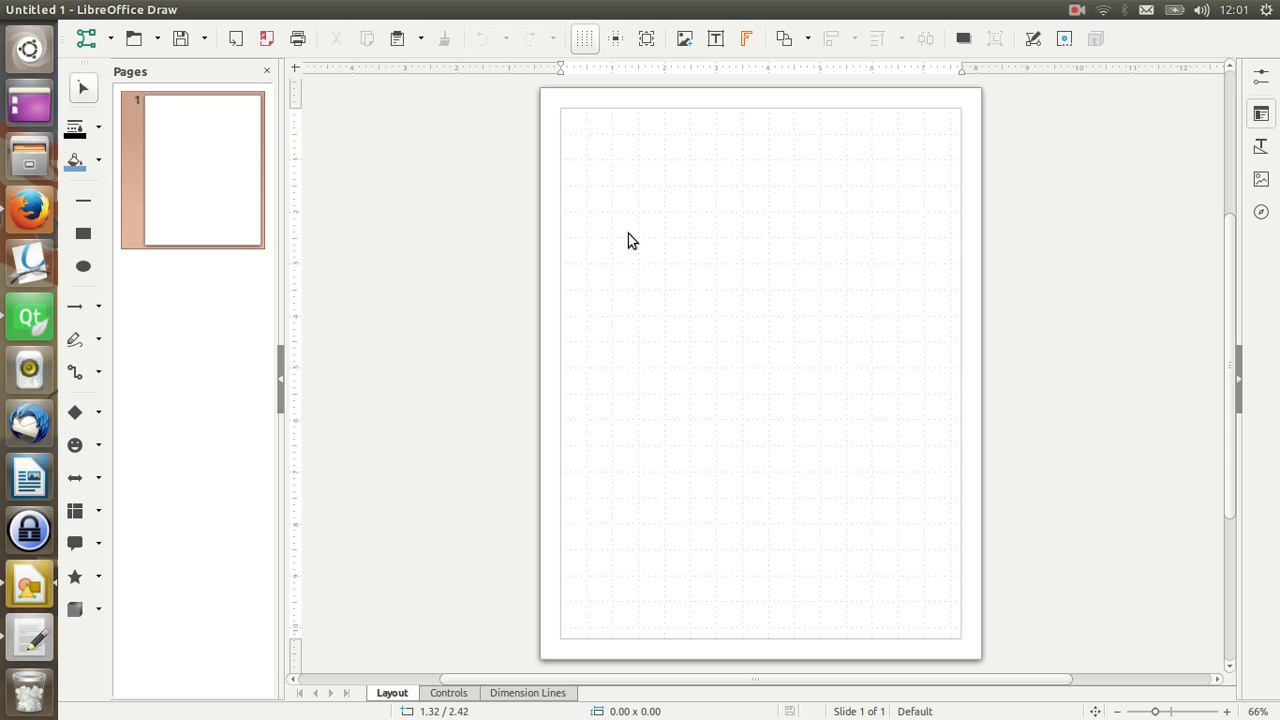 Untitled 1 - LibreOffice Draw
12:01
Pages
1
Qt
Layout
Controls
Dimension Lines
1.32 / 2.42
0.00 x 0.00
Slide 1 of 1
Default
66%